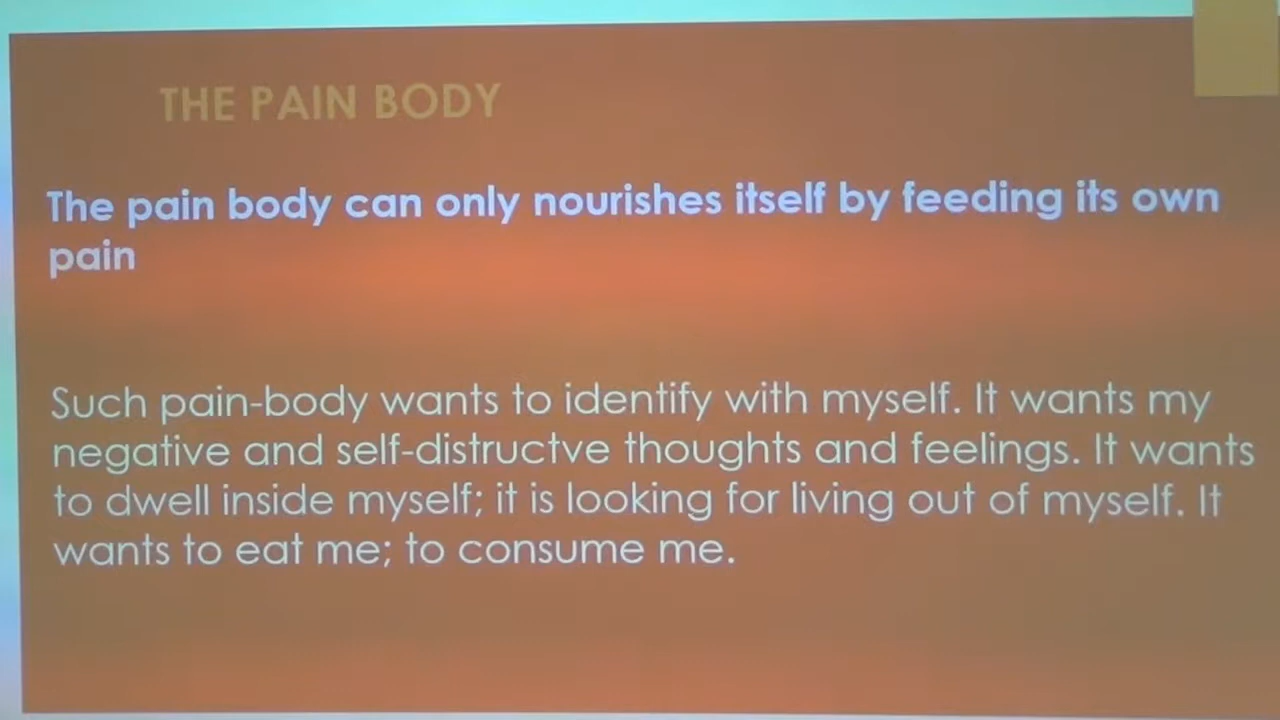 THE PAIN BODY
The pain body can only nourishes itself by feeding its own
pain
Such pain-body wants to identify with myself. It wants my
negative and self-distructve thoughts and feelings. It wants
to dwell inside myself; it is looking for living out of myself. It
wants to eat me; to consume me.